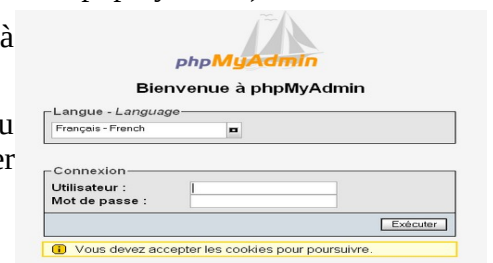 à
phpMyAdmin
Bienvenue à phpMyAdmin
u
er
Langue - Language
Français - French
Connexion
Utilisateur :
Mot de passe :
Exécuter
Vous devez accepter les cookies pour poursuivre.